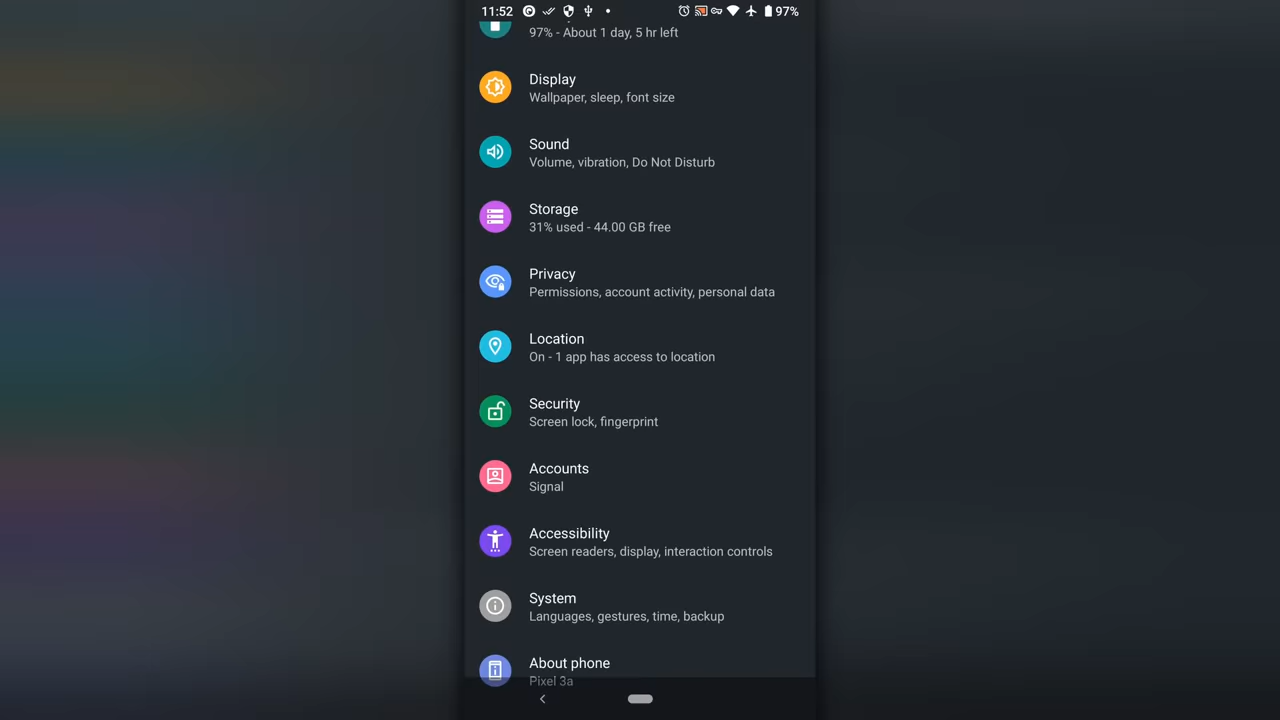 11:52
97%
97% - About 1 day, 5 hr left
Display
Wallpaper, sleep, font size
Sound
Volume, vibration, Do Not Disturb
Storage
31% used - 44.00 GB free
Privacy
Permissions, account activity, personal data
Location
On - 1 app has access to location
Security
Screen lock, fingerprint
Accounts
Signal
Accessibility
Screen readers, display, interaction controls
System
Languages, gestures, time, backup
About phone
Pixel 3a